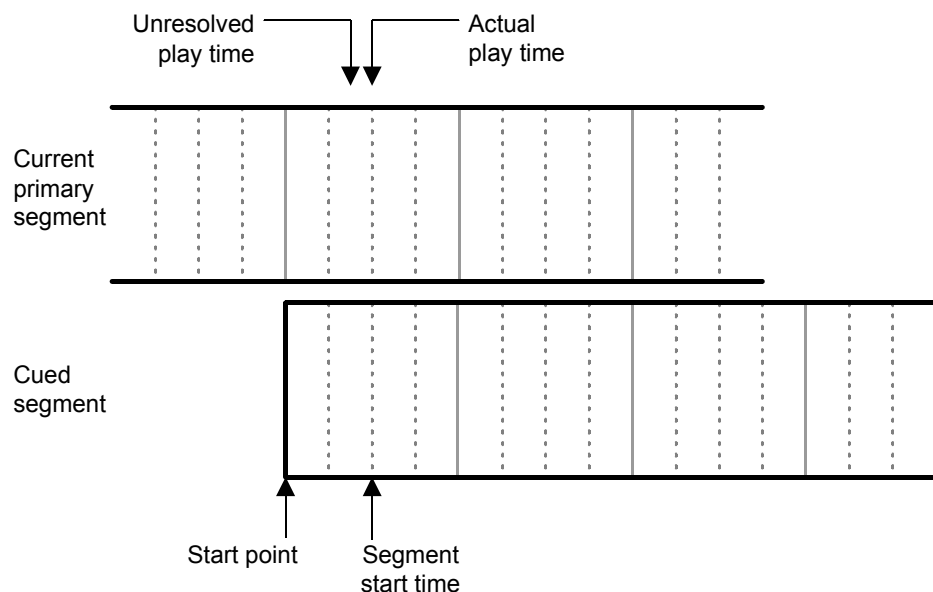 Unresolved
play time
Actual
play time
Current
primary
segment
Cued
segment
Start point
Segment
start time